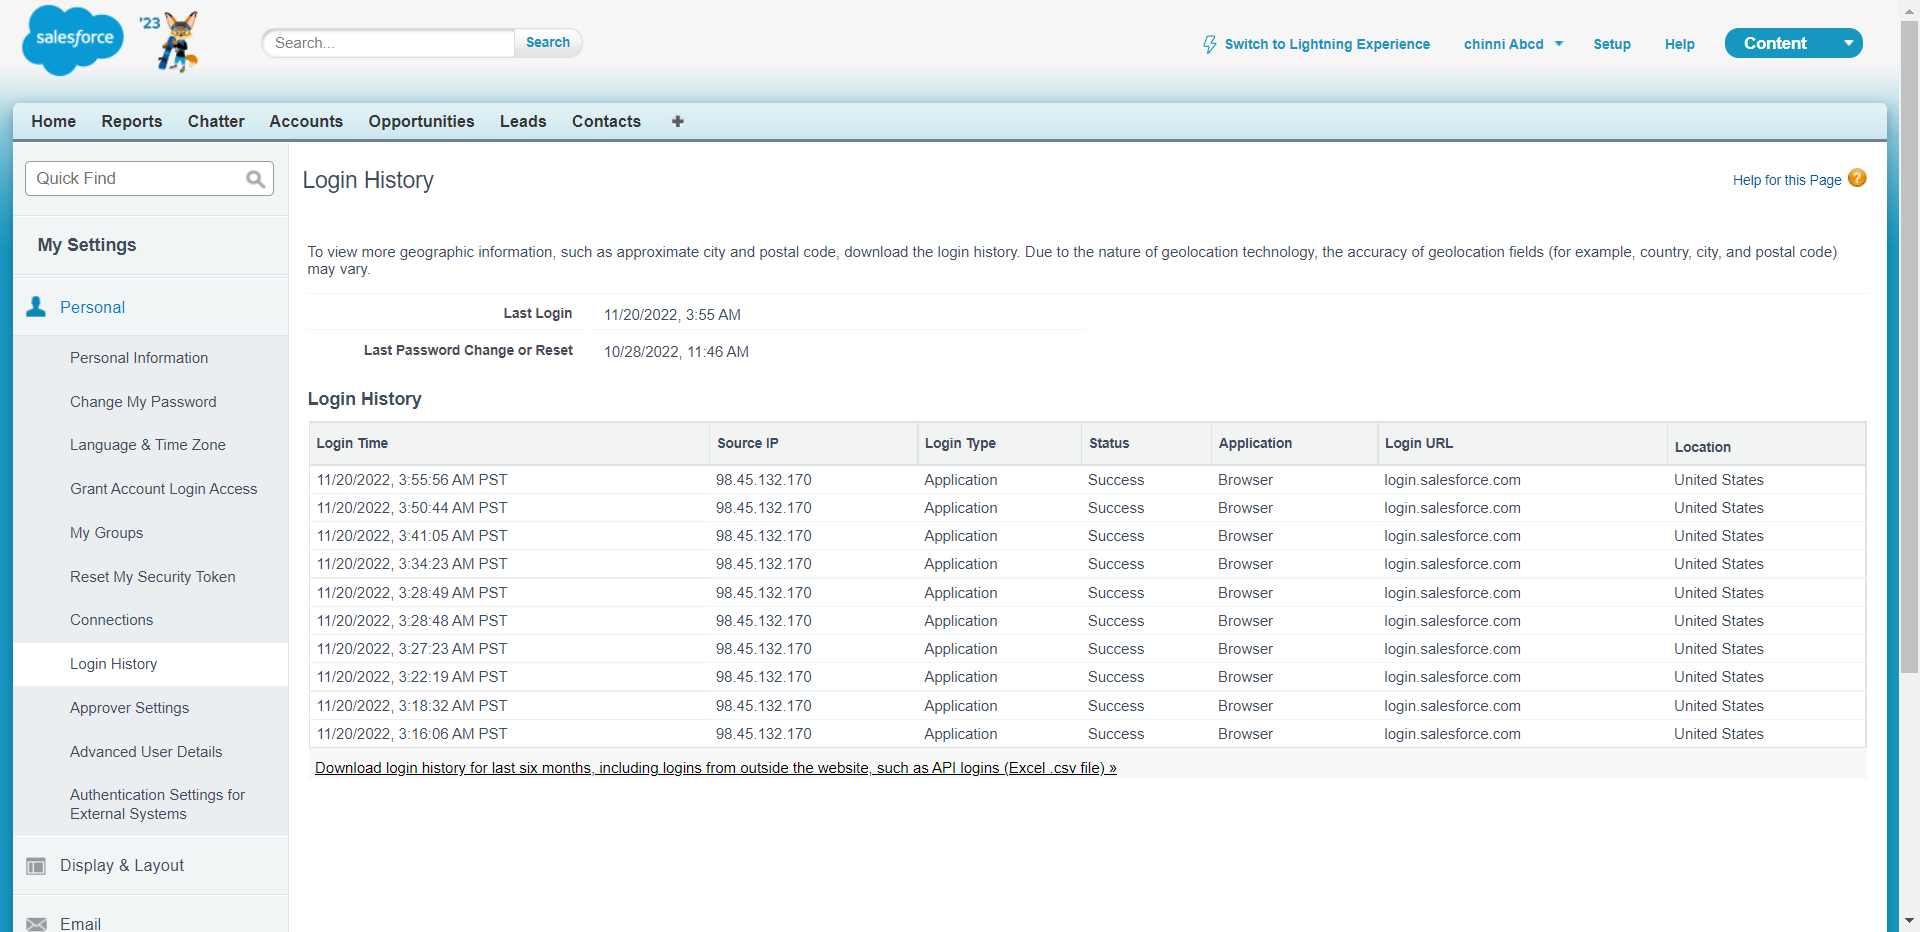 salesforce
'23
Search...
Search
Switch to Lightning Experience
chinni Abcd
Setup
Help
Content
Home
Reports
Chatter
Accounts
Opportunities
Leads
Contacts
+
Quick Find
My Settings
Personal
Personal Information
Change My Password
Language & Time Zone
Grant Account Login Access
My Groups
Reset My Security Token
Connections
Login History
Approver Settings
Advanced User Details
Authentication Settings for
External Systems
Display & Layout
Email
Login History
Help for this Page ?
To view more geographic information, such as approximate city and postal code, download the login history. Due to the nature of geolocation technology, the accuracy of geolocation fields (for example, country, city, and postal code)
may vary.
Last Login 11/20/2022, 3:55 AM
Last Password Change or Reset 10/28/2022, 11:46 AM
Login History
Login Time Source IP Login Type Status Application Login URL Location
11/20/2022, 3:55:56 AM PST 98.45.132.170 Application Success Browser login.salesforce.com United States
11/20/2022, 3:50:44 AM PST 98.45.132.170 Application Success Browser login.salesforce.com United States
11/20/2022, 3:41:05 AM PST 98.45.132.170 Application Success Browser login.salesforce.com United States
11/20/2022, 3:34:23 AM PST 98.45.132.170 Application Success Browser login.salesforce.com United States
11/20/2022, 3:28:49 AM PST 98.45.132.170 Application Success Browser login.salesforce.com United States
11/20/2022, 3:28:48 AM PST 98.45.132.170 Application Success Browser login.salesforce.com United States
11/20/2022, 3:27:23 AM PST 98.45.132.170 Application Success Browser login.salesforce.com United States
11/20/2022, 3:22:19 AM PST 98.45.132.170 Application Success Browser login.salesforce.com United States
11/20/2022, 3:18:32 AM PST 98.45.132.170 Application Success Browser login.salesforce.com United States
11/20/2022, 3:16:06 AM PST 98.45.132.170 Application Success Browser login.salesforce.com United States
Download login history for last six months, including logins from outside the website, such as API logins (Excel .csv file) »